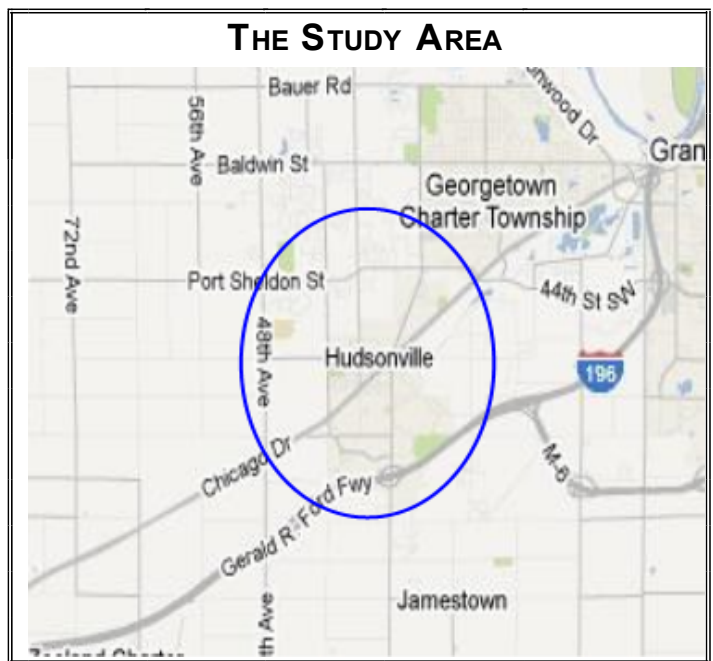 THE STUDY AREA
Bauer Rd
56th Ave
Baldwin St
Georgetown
Charter Township
72nd Ave
Port Sheldon St
44th St SW
48th Ave
Hudsonville
196
Chicago Dr
M-6
Gerald R Ford Fwy
Jamestown
Ave